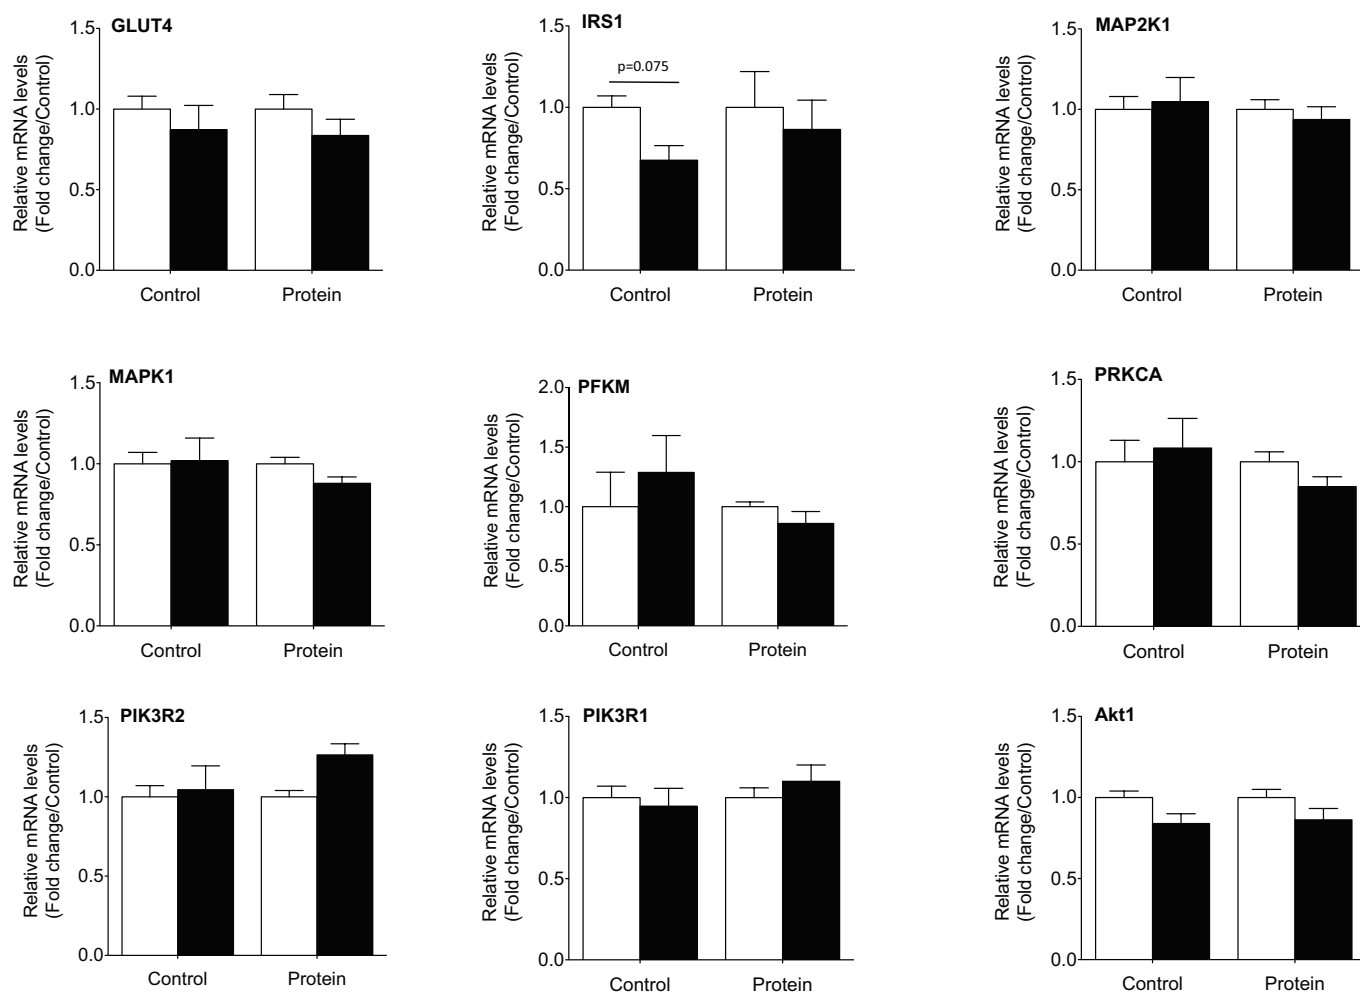 GLUT4
Relative mRNA levels
(Fold change/Control)
1.5
1.0
0.5
0.0
Control Protein
IRS1
Relative mRNA levels
(Fold change/Control)
1.5
1.0
0.5
0.0
p=0.075
Control Protein
MAP2K1
Relative mRNA levels
(Fold change/Control)
1.5
1.0
0.5
0.0
Control Protein
MAPK1
Relative mRNA levels
(Fold change/Control)
1.5
1.0
0.5
0.0
Control Protein
PFKM
Relative mRNA levels
(Fold change/Control)
2.0
1.5
1.0
0.5
0.0
Control Protein
PRKCA
Relative mRNA levels
(Fold change/Control)
1.5
1.0
0.5
0.0
Control Protein
PIK3R2
Relative mRNA levels
(Fold change/Control)
1.5
1.0
0.5
0.0
Control Protein
PIK3R1
Relative mRNA levels
(Fold change/Control)
1.5
1.0
0.5
0.0
Control Protein
Akt1
Relative mRNA levels
(Fold change/Control)
1.5
1.0
0.5
0.0
Control Protein